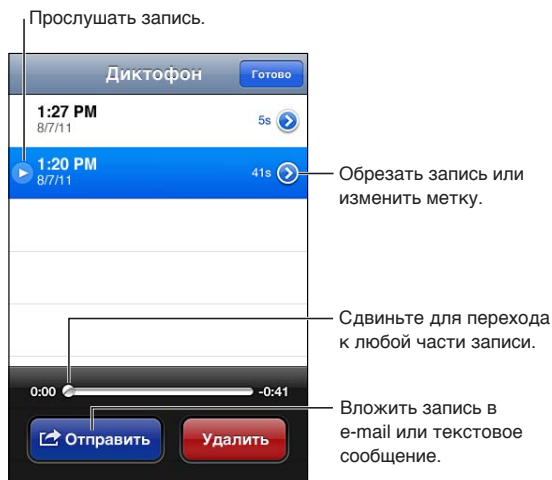 Прослушать запись.
Диктофон
Готово
1:27 PM
8/7/11
5s
1:20 PM
8/7/11
41s
Обрезать запись или
изменить метку.
Сдвиньте для перехода
к любой части записи.
0:00
-0:41
Вложить запись в
e-mail или текстовое
сообщение.
Отправить
Удалить